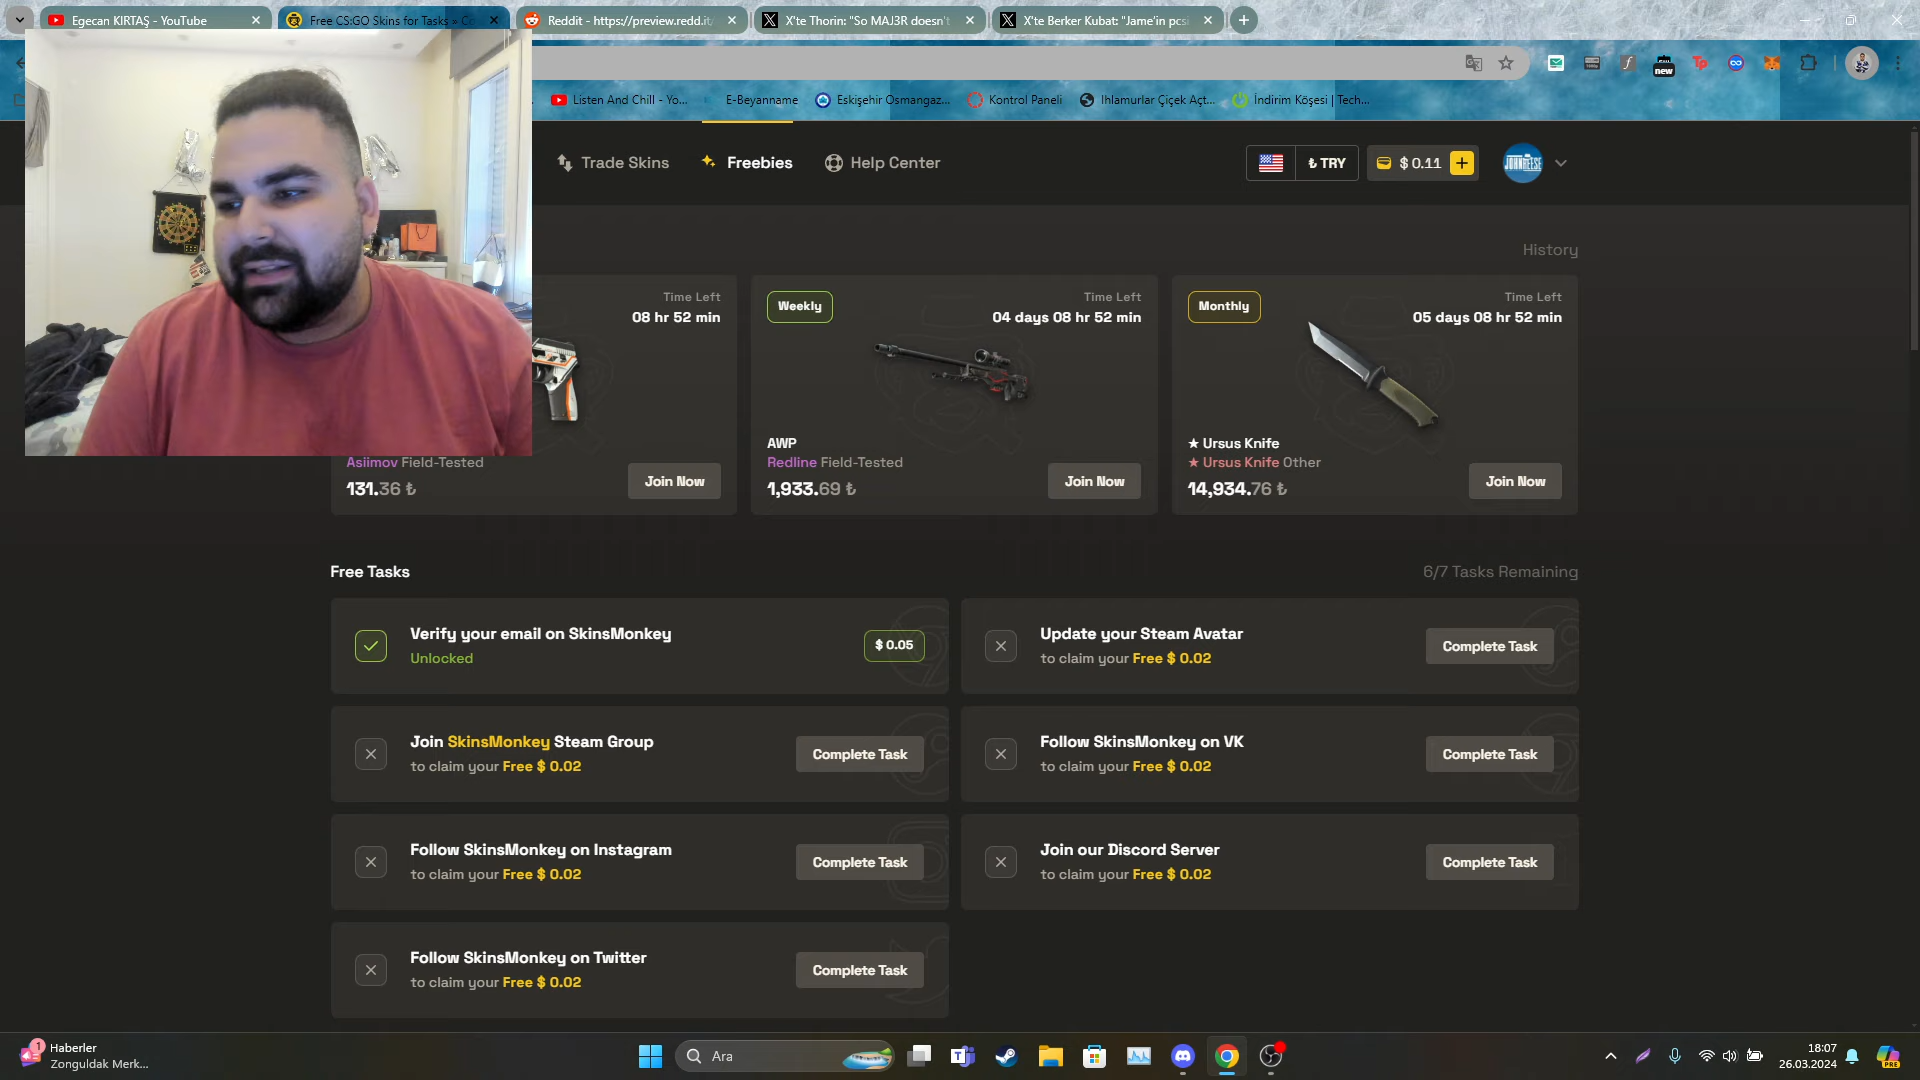 Egecan KIRTAŞ - YouTube
Free CS:GO Skins for Tasks » C
Reddit - https://preview.redd.it/
X'te Thorin: "So MAJ3R doesn'
X'te Berker Kubat: "Jame'in pcsi
Listen And Chill - Yo...
E-Beyanname
Eskişehir Osmangaz...
Kontrol Paneli
Ihlamurlar Çiçek Açt...
İndirim Köşesi | Tech...
new
Trade Skins
Freebies
Help Center
₺ TRY
$ 0.11
JOHNREESE
History
Time Left
08 hr 52 min
Asiimov Field-Tested
131.36 ₺
Join Now
Weekly
Time Left
04 days 08 hr 52 min
AWP
Redline Field-Tested
1,933.69 ₺
Join Now
Monthly
Time Left
05 days 08 hr 52 min
★ Ursus Knife
★ Ursus Knife Other
14,934.76 ₺
Join Now
Free Tasks
6/7 Tasks Remaining
Verify your email on SkinsMonkey
Unlocked
$ 0.05
Update your Steam Avatar
to claim your Free $ 0.02
Complete Task
Join SkinsMonkey Steam Group
to claim your Free $ 0.02
Complete Task
Follow SkinsMonkey on VK
to claim your Free $ 0.02
Complete Task
Follow SkinsMonkey on Instagram
to claim your Free $ 0.02
Complete Task
Join our Discord Server
to claim your Free $ 0.02
Complete Task
Follow SkinsMonkey on Twitter
to claim your Free $ 0.02
Complete Task
1
Haberler
Zonguldak Merk...
Ara
18:07
26.03.2024
PRE